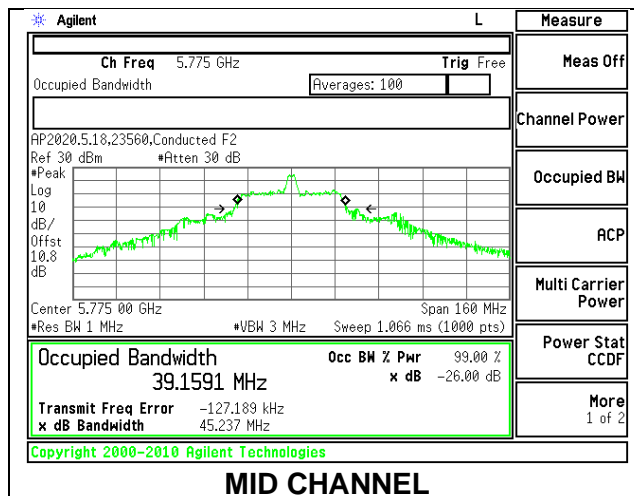 Agilent L Measure
Ch Freq 5.775 GHz Trig Free
Meas Off
Occupied Bandwidth Averages: 100
Channel Power
AP2020.5.18,23560,Conducted F2
Ref 30 dBm #Atten 30 dB
#Peak
Log
10
dB/
Offst
10.8
dB
Occupied BW
ACP
Center 5.775 00 GHz Span 160 MHz
#Res BW 1 MHz #VBW 3 MHz Sweep 1.066 ms (1000 pts)
Multi Carrier
Power
Occupied Bandwidth Occ BW % Pwr 99.00 %
39.1591 MHz x dB -26.00 dB
Power Stat
CCDF
Transmit Freq Error -127.189 kHz
x dB Bandwidth 45.237 MHz
More
1 of 2
Copyright 2000-2010 Agilent Technologies
MID CHANNEL